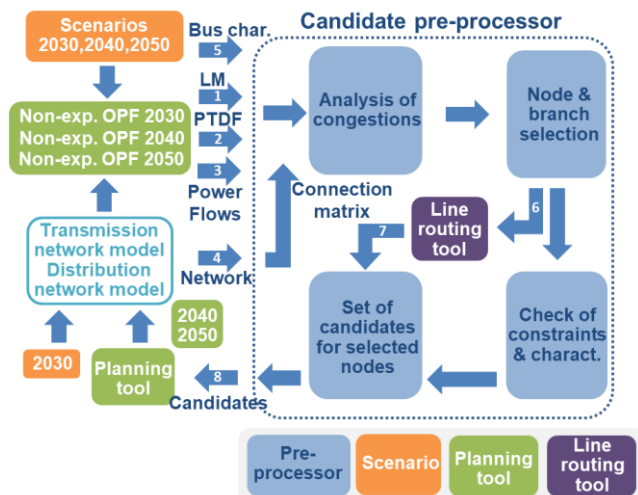 Scenarios
2030,2040,2050
Bus char.
5
Candidate pre-processor
LM
1
PTDF
2
3
Power
Flows
Non-exp. OPF 2030
Non-exp. OPF 2040
Non-exp. OPF 2050
Analysis of
congestions
Node &
branch
selection
Connection
matrix
6
7
Line
routing
tool
Transmission
network model
Distribution
network model
4
Network
Set of
candidates
for selected
nodes
Check of
constraints
& charact.
2040
2050
2030
Planning
tool
8
Candidates
Pre-
processor
Scenario
Planning
tool
Line
routing
tool